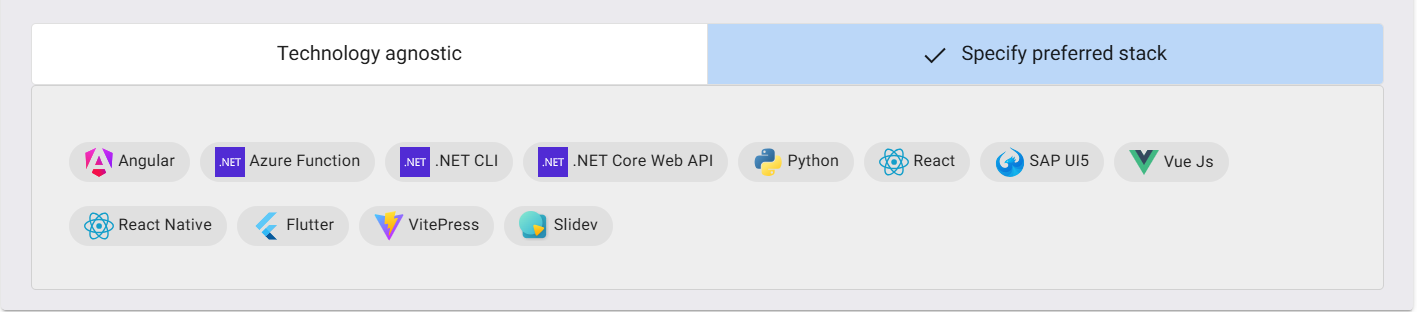 Technology agnostic Specify preferred stack
Angular .NET Azure Function .NET .NET CLI .NET .NET Core Web API Python React SAP UI5 Vue Js
React Native Flutter VitePress Slidev